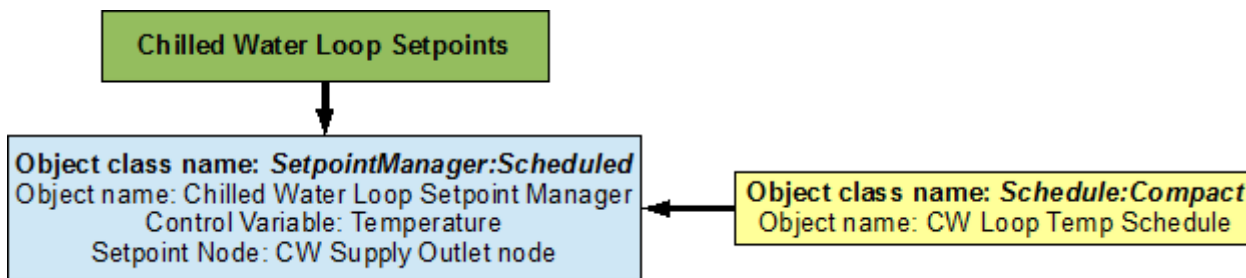 Chilled Water Loop Setpoints
Object class name: SetpointManager:Scheduled
Object name: Chilled Water Loop Setpoint Manager
Control Variable: Temperature
Setpoint Node: CW Supply Outlet node
Object class name: Schedule:Compact
Object name: CW Loop Temp Schedule